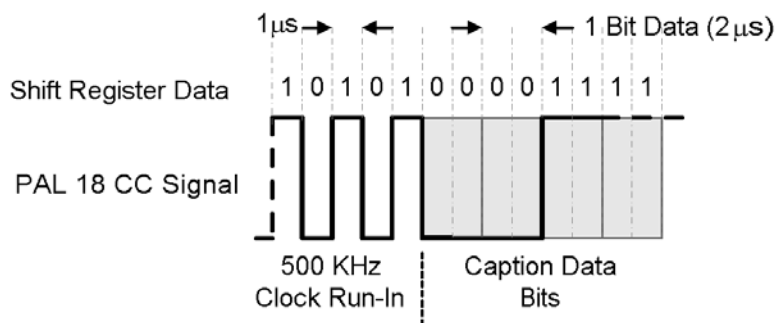 1μs 1 Bit Data (2μs)
Shift Register Data 1 0 1 0 1 0 0 0 0 1 1 1 1
PAL 18 CC Signal
500 KHz Caption Data
Clock Run-In Bits